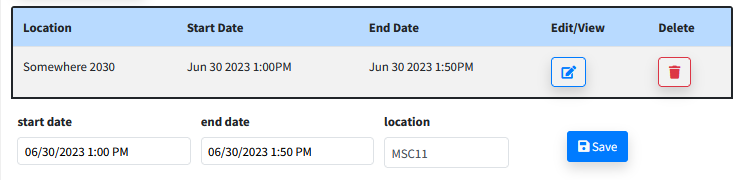 Location Start Date End Date Edit/View Delete
Somewhere 2030 Jun 30 2023 1:00PM Jun 30 2023 1:50PM
start date end date location
06/30/2023 1:00 PM 06/30/2023 1:50 PM MSC11 Save